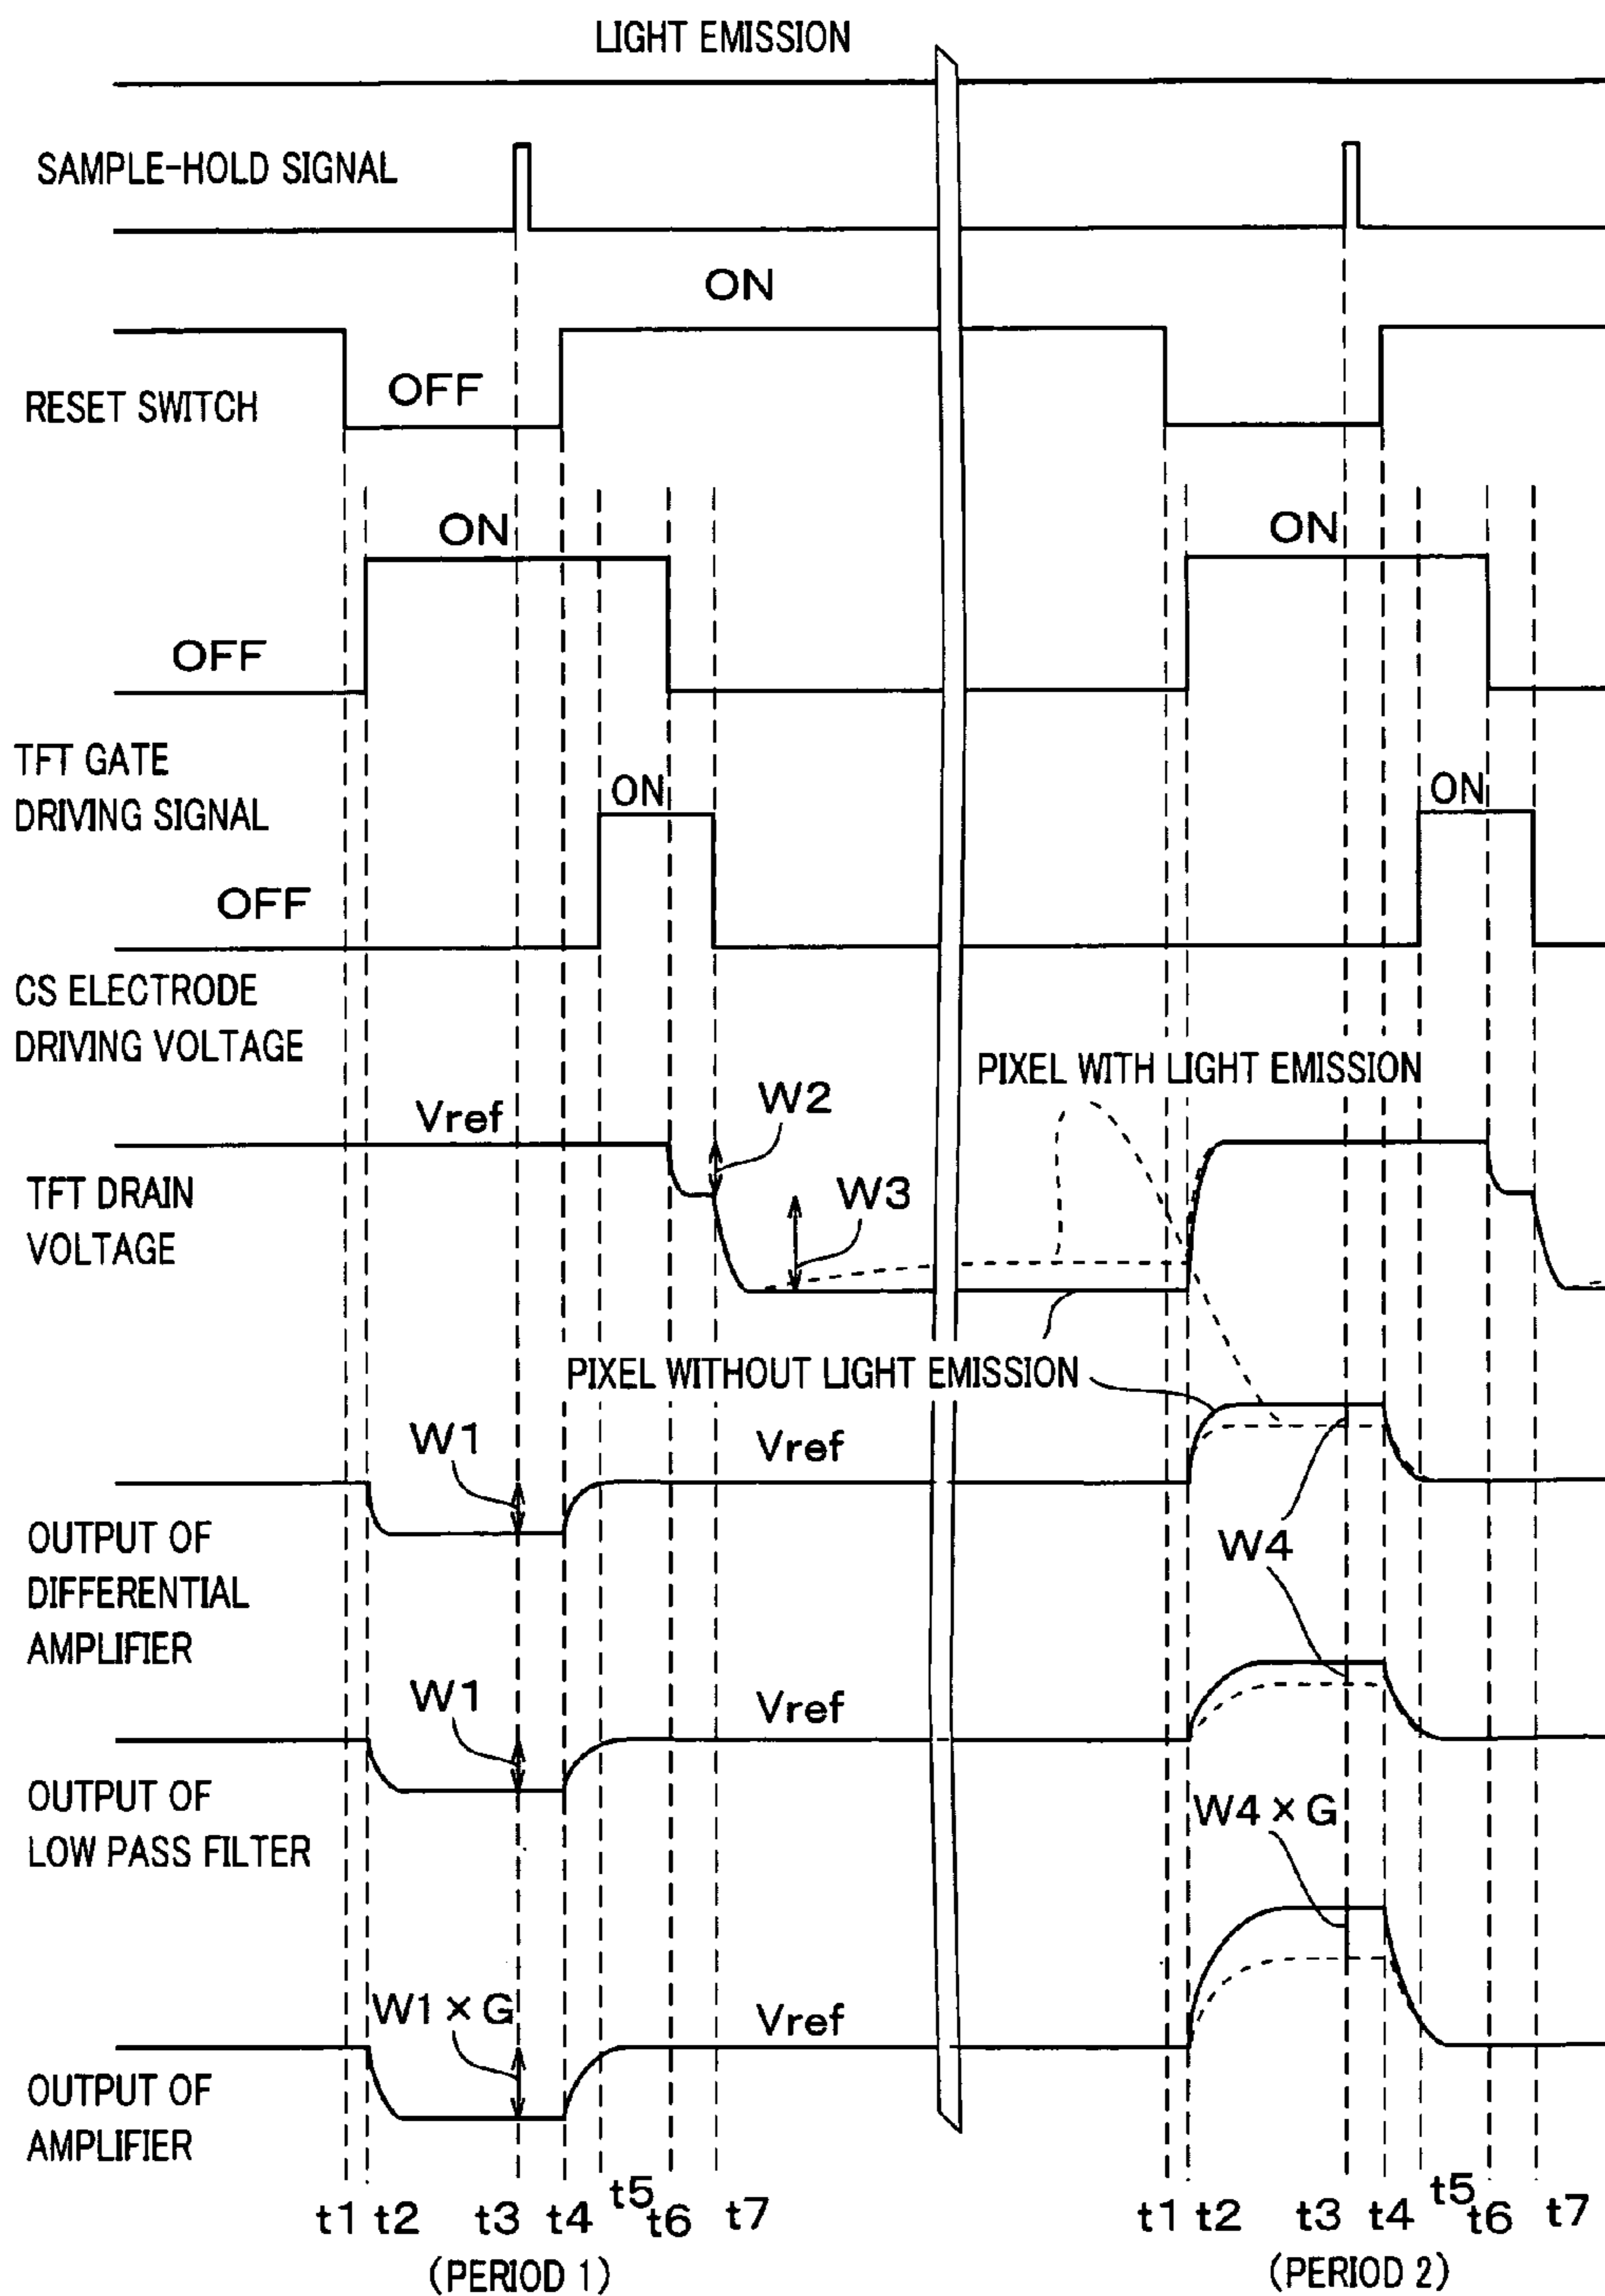 LIGHT EMISSION
SAMPLE-HOLD SIGNAL
ON
OFF
RESET SWITCH
ON
ON
OFF
TFT GATE
DRIVING SIGNAL
ON
ON
OFF
CS ELECTRODE
DRIVING VOLTAGE
PIXEL WITH LIGHT EMISSION
Vref
W2
TFT DRAIN
VOLTAGE
W3
PIXEL WITHOUT LIGHT EMISSION
W1
Vref
OUTPUT OF
DIFFERENTIAL
AMPLIFIER
W4
W1
Vref
OUTPUT OF
LOW PASS FILTER
W4 × G
W1 × G
Vref
OUTPUT OF
AMPLIFIER
t1 t2 t3 t4 t5 t6 t7
t1 t2 t3 t4 t5 t6 t7
(PERIOD 1)
(PERIOD 2)